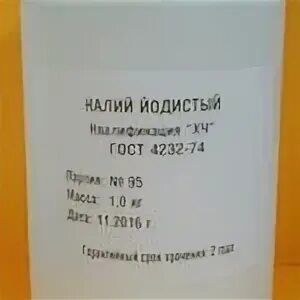 КАЛИЙ ЙОДИСТЫЙ
Квалификация "ХЧ"
ГОСТ 4232-74
Партия: № 95
Масса: 1,0 кг
Дата: 11.2016 г.
Гарантийный срок хранения: 2 года